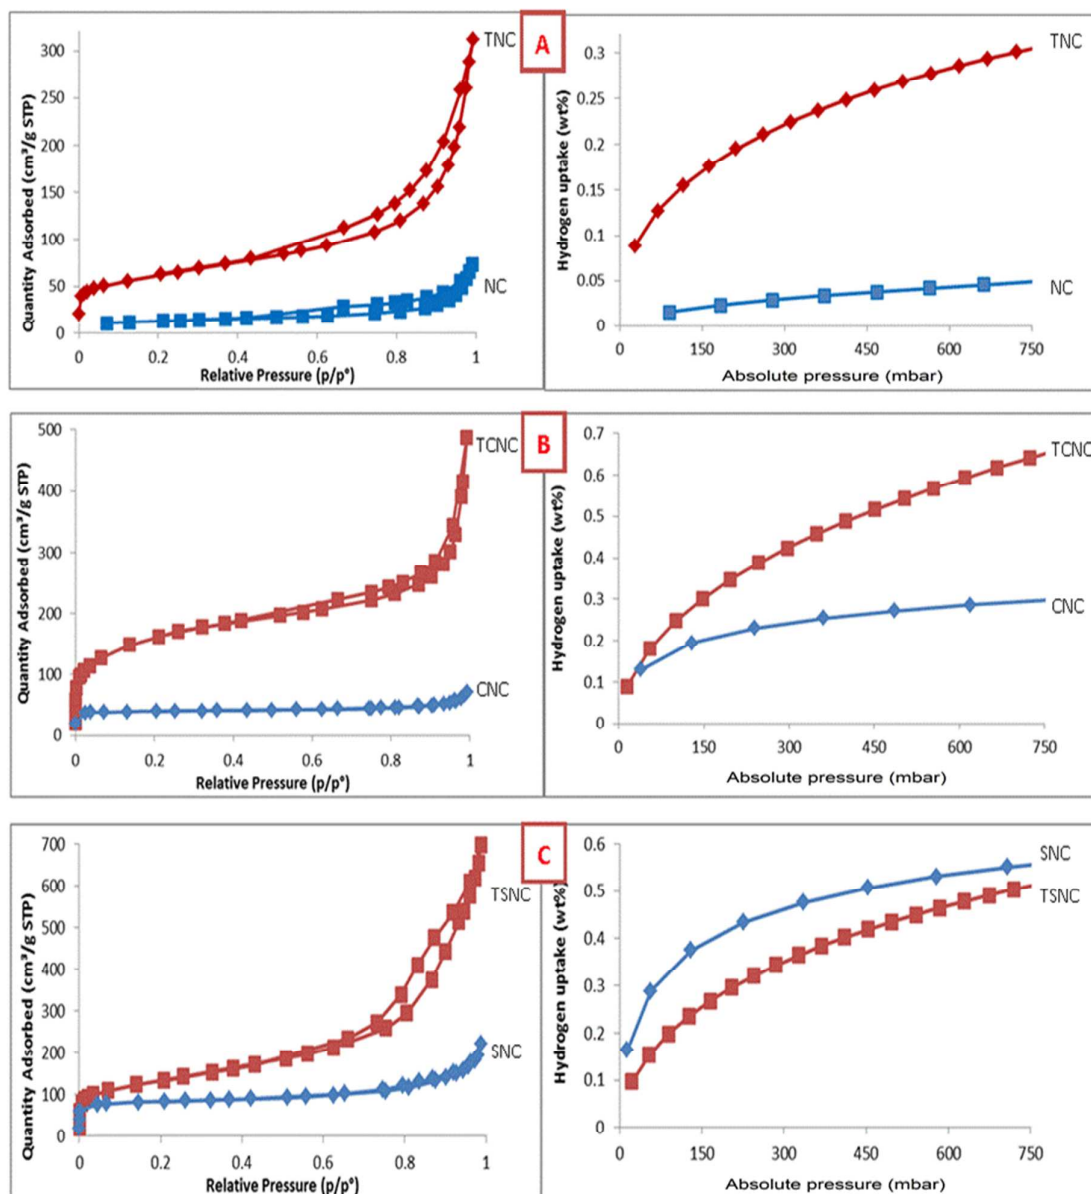 A
Quantity Adsorbed (cm³/g STP)
300
250
200
150
100
50
0
TNC
NC
0
0.2
0.4
0.6
0.8
1
Relative Pressure (p/p°)
Hydrogen uptake (wt%)
0.3
0.25
0.2
0.15
0.1
0.05
0
TNC
NC
0
150
300
450
600
750
Absolute pressure (mbar)
B
Quantity Adsorbed (cm³/g STP)
500
400
300
200
100
0
TCNC
CNC
0
0.2
0.4
0.6
0.8
1
Relative Pressure (p/p°)
Hydrogen uptake (wt%)
0.7
0.6
0.5
0.4
0.3
0.2
0.1
0
TCNC
CNC
0
150
300
450
600
750
Absolute pressure (mbar)
C
Quantity Adsorbed (cm³/g STP)
700
600
500
400
300
200
100
0
TSNC
SNC
0
0.2
0.4
0.6
0.8
1
Relative Pressure (p/p°)
Hydrogen uptake (wt%)
0.6
0.5
0.4
0.3
0.2
0.1
0
SNC
TSNC
0
150
300
450
600
750
Absolute pressure (mbar)